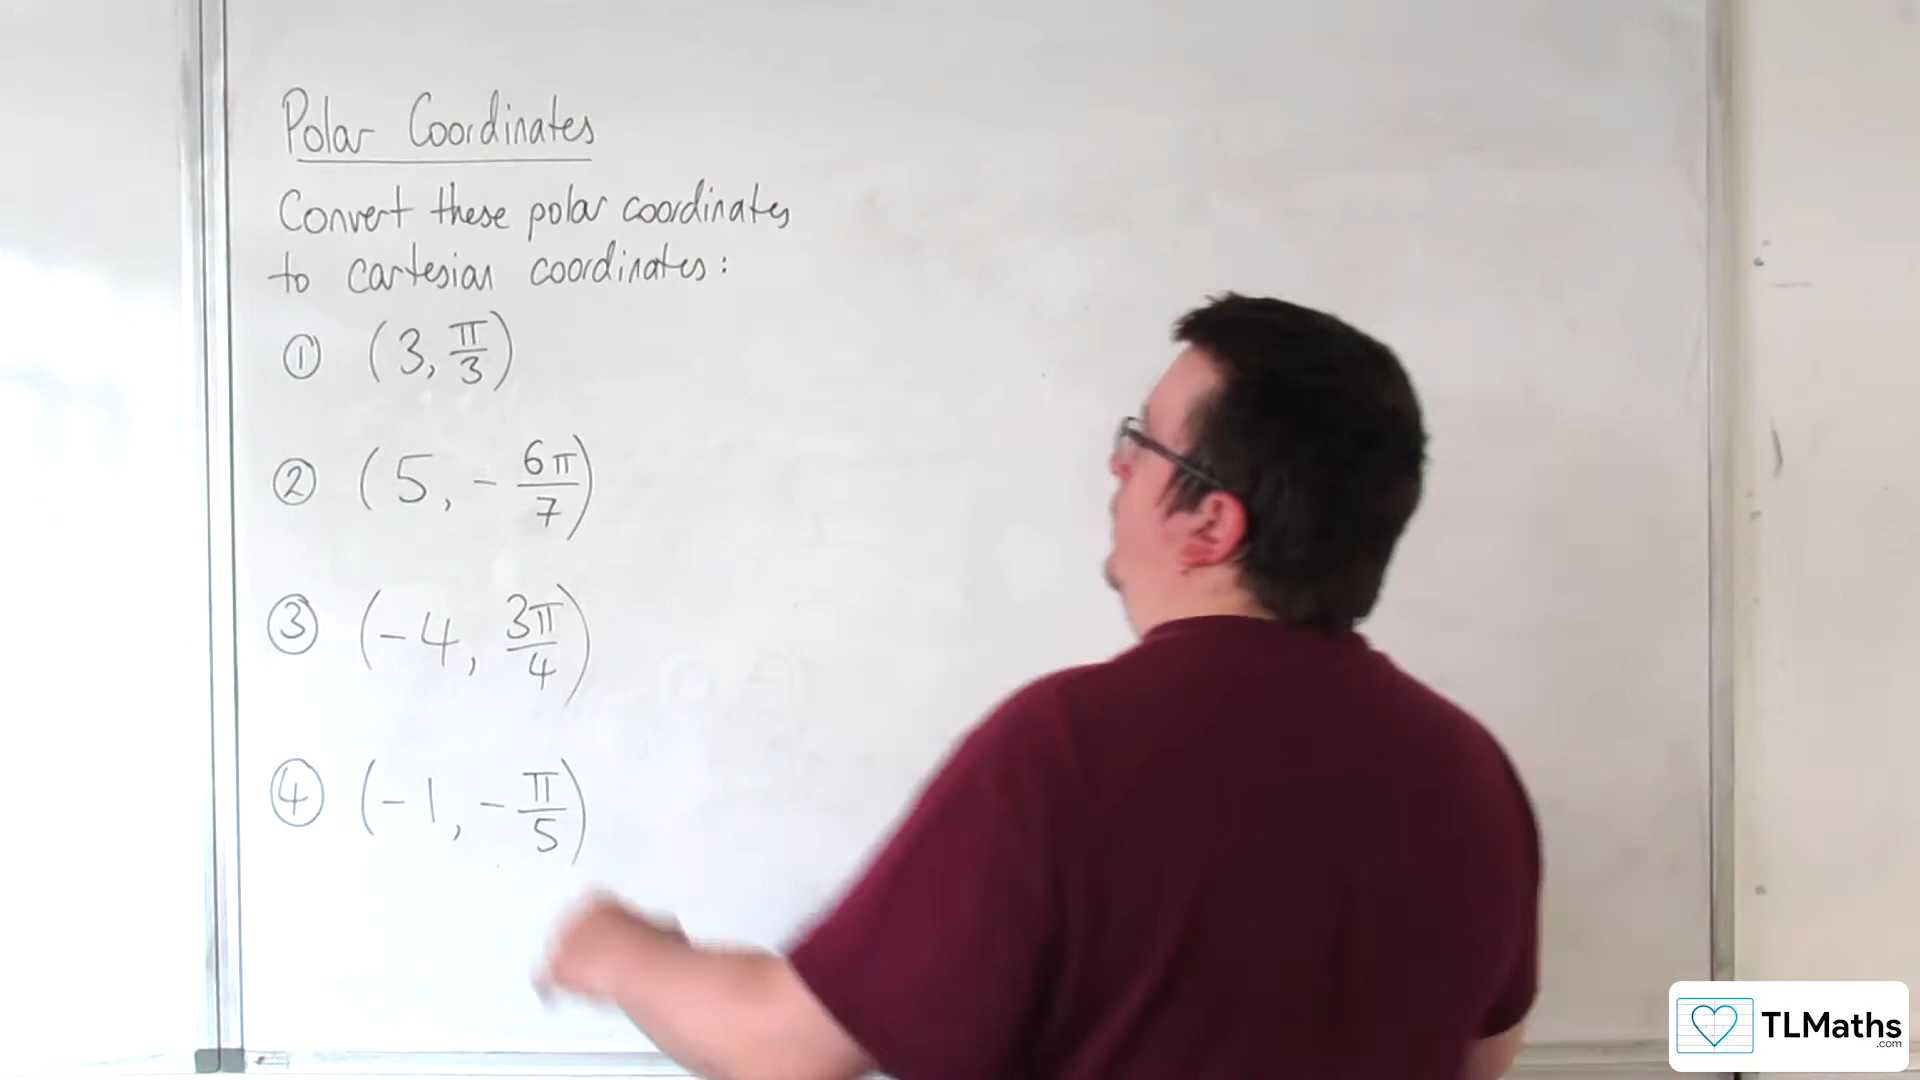 Polar Coordinates
Convert these polar coordinates
to cartesian coordinates:
① (3, π/3)
② (5, - 6π/7)
③ (-4, 3π/4)
④ (-1, - π/5)
TLMaths
.com